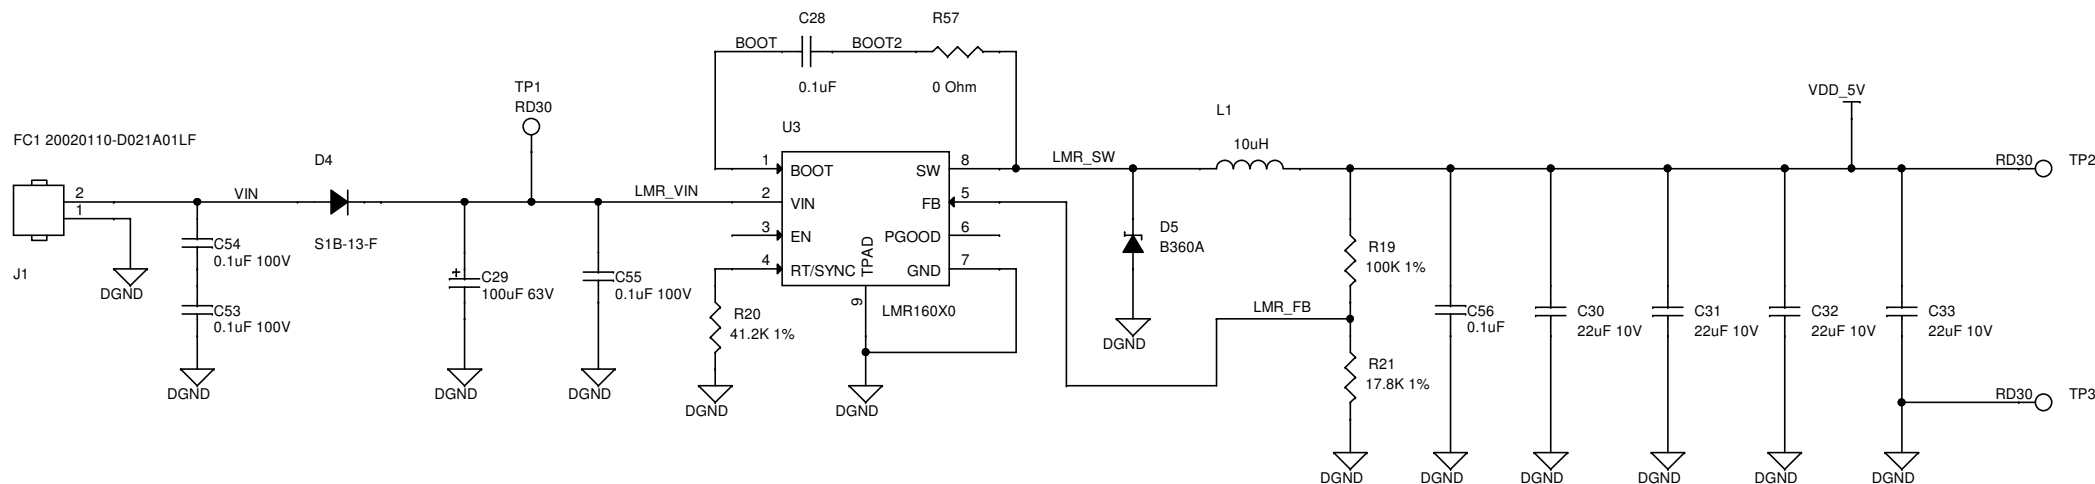 C28
R57
BOOT
BOOT2
0.1uF
0 Ohm
TP1
RD30
VDD_5V
FC1 20020110-D021A01LF
U3
L1
10uH
D4
1
BOOT
SW
8
LMR_SW
RD30
TP2
2
VIN
LMR_VIN
2
VIN
FB
5
1
D5
B360A
C54
0.1uF 100V
S1B-13-F
3
EN
PGOOD
6
R19
100K 1%
J1
DGND
C29
100uF 63V
+
C55
0.1uF 100V
4
RT/SYNC
TPAD
GND
7
9
C53
0.1uF 100V
R20
41.2K 1%
LMR160X0
LMR_FB
C56
0.1uF
C30
22uF 10V
C31
22uF 10V
C32
22uF 10V
C33
22uF 10V
DGND
R21
17.8K 1%
DGND
DGND
DGND
DGND
DGND
RD30
TP3
DGND
DGND
DGND
DGND
DGND
DGND